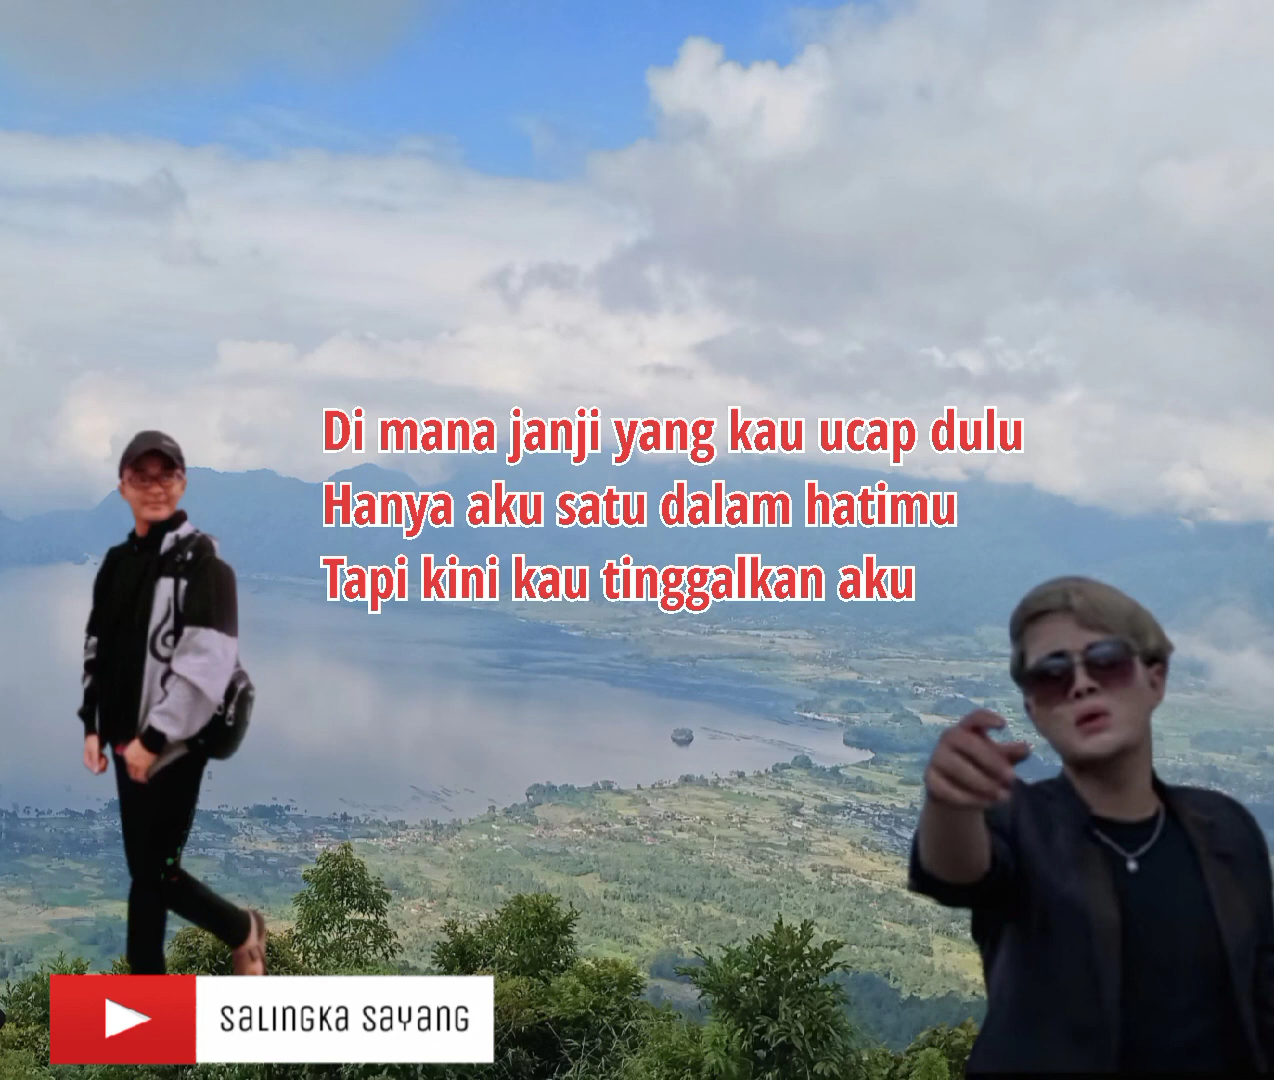 Di mana janji yang kau ucap dulu
Hanya aku satu dalam hatimu
Tapi kini kau tinggalkan aku
SALINGKA SAYANG